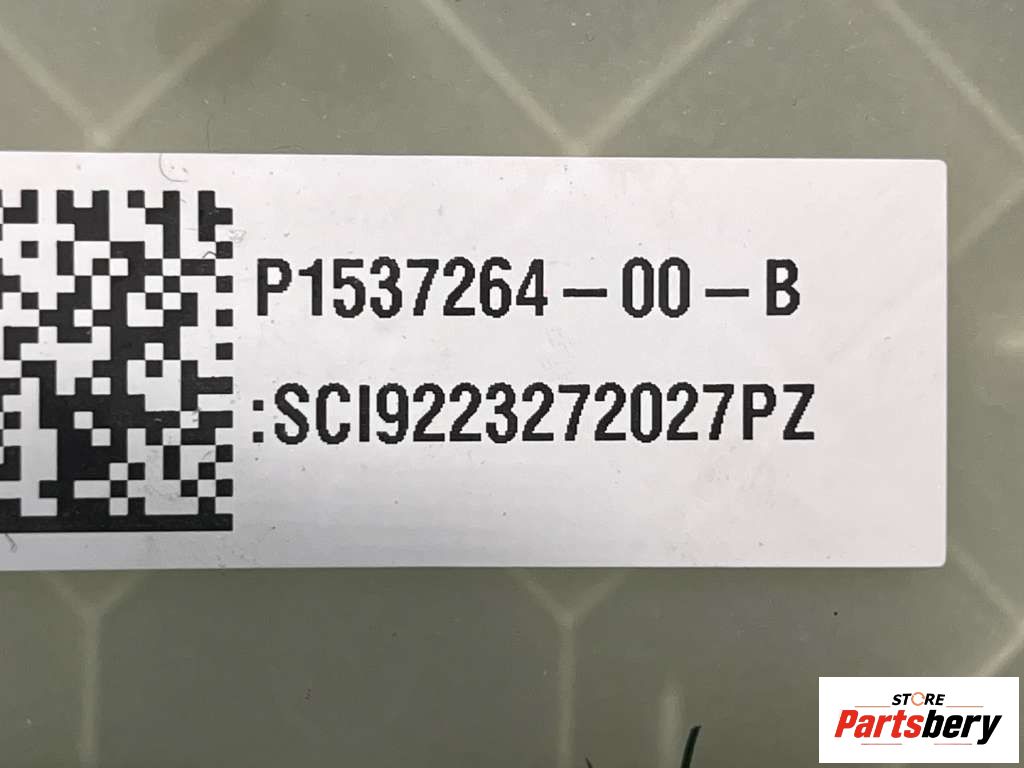 P1537264-00-B
:SCI9223272027PZ
STORE
Partsbery